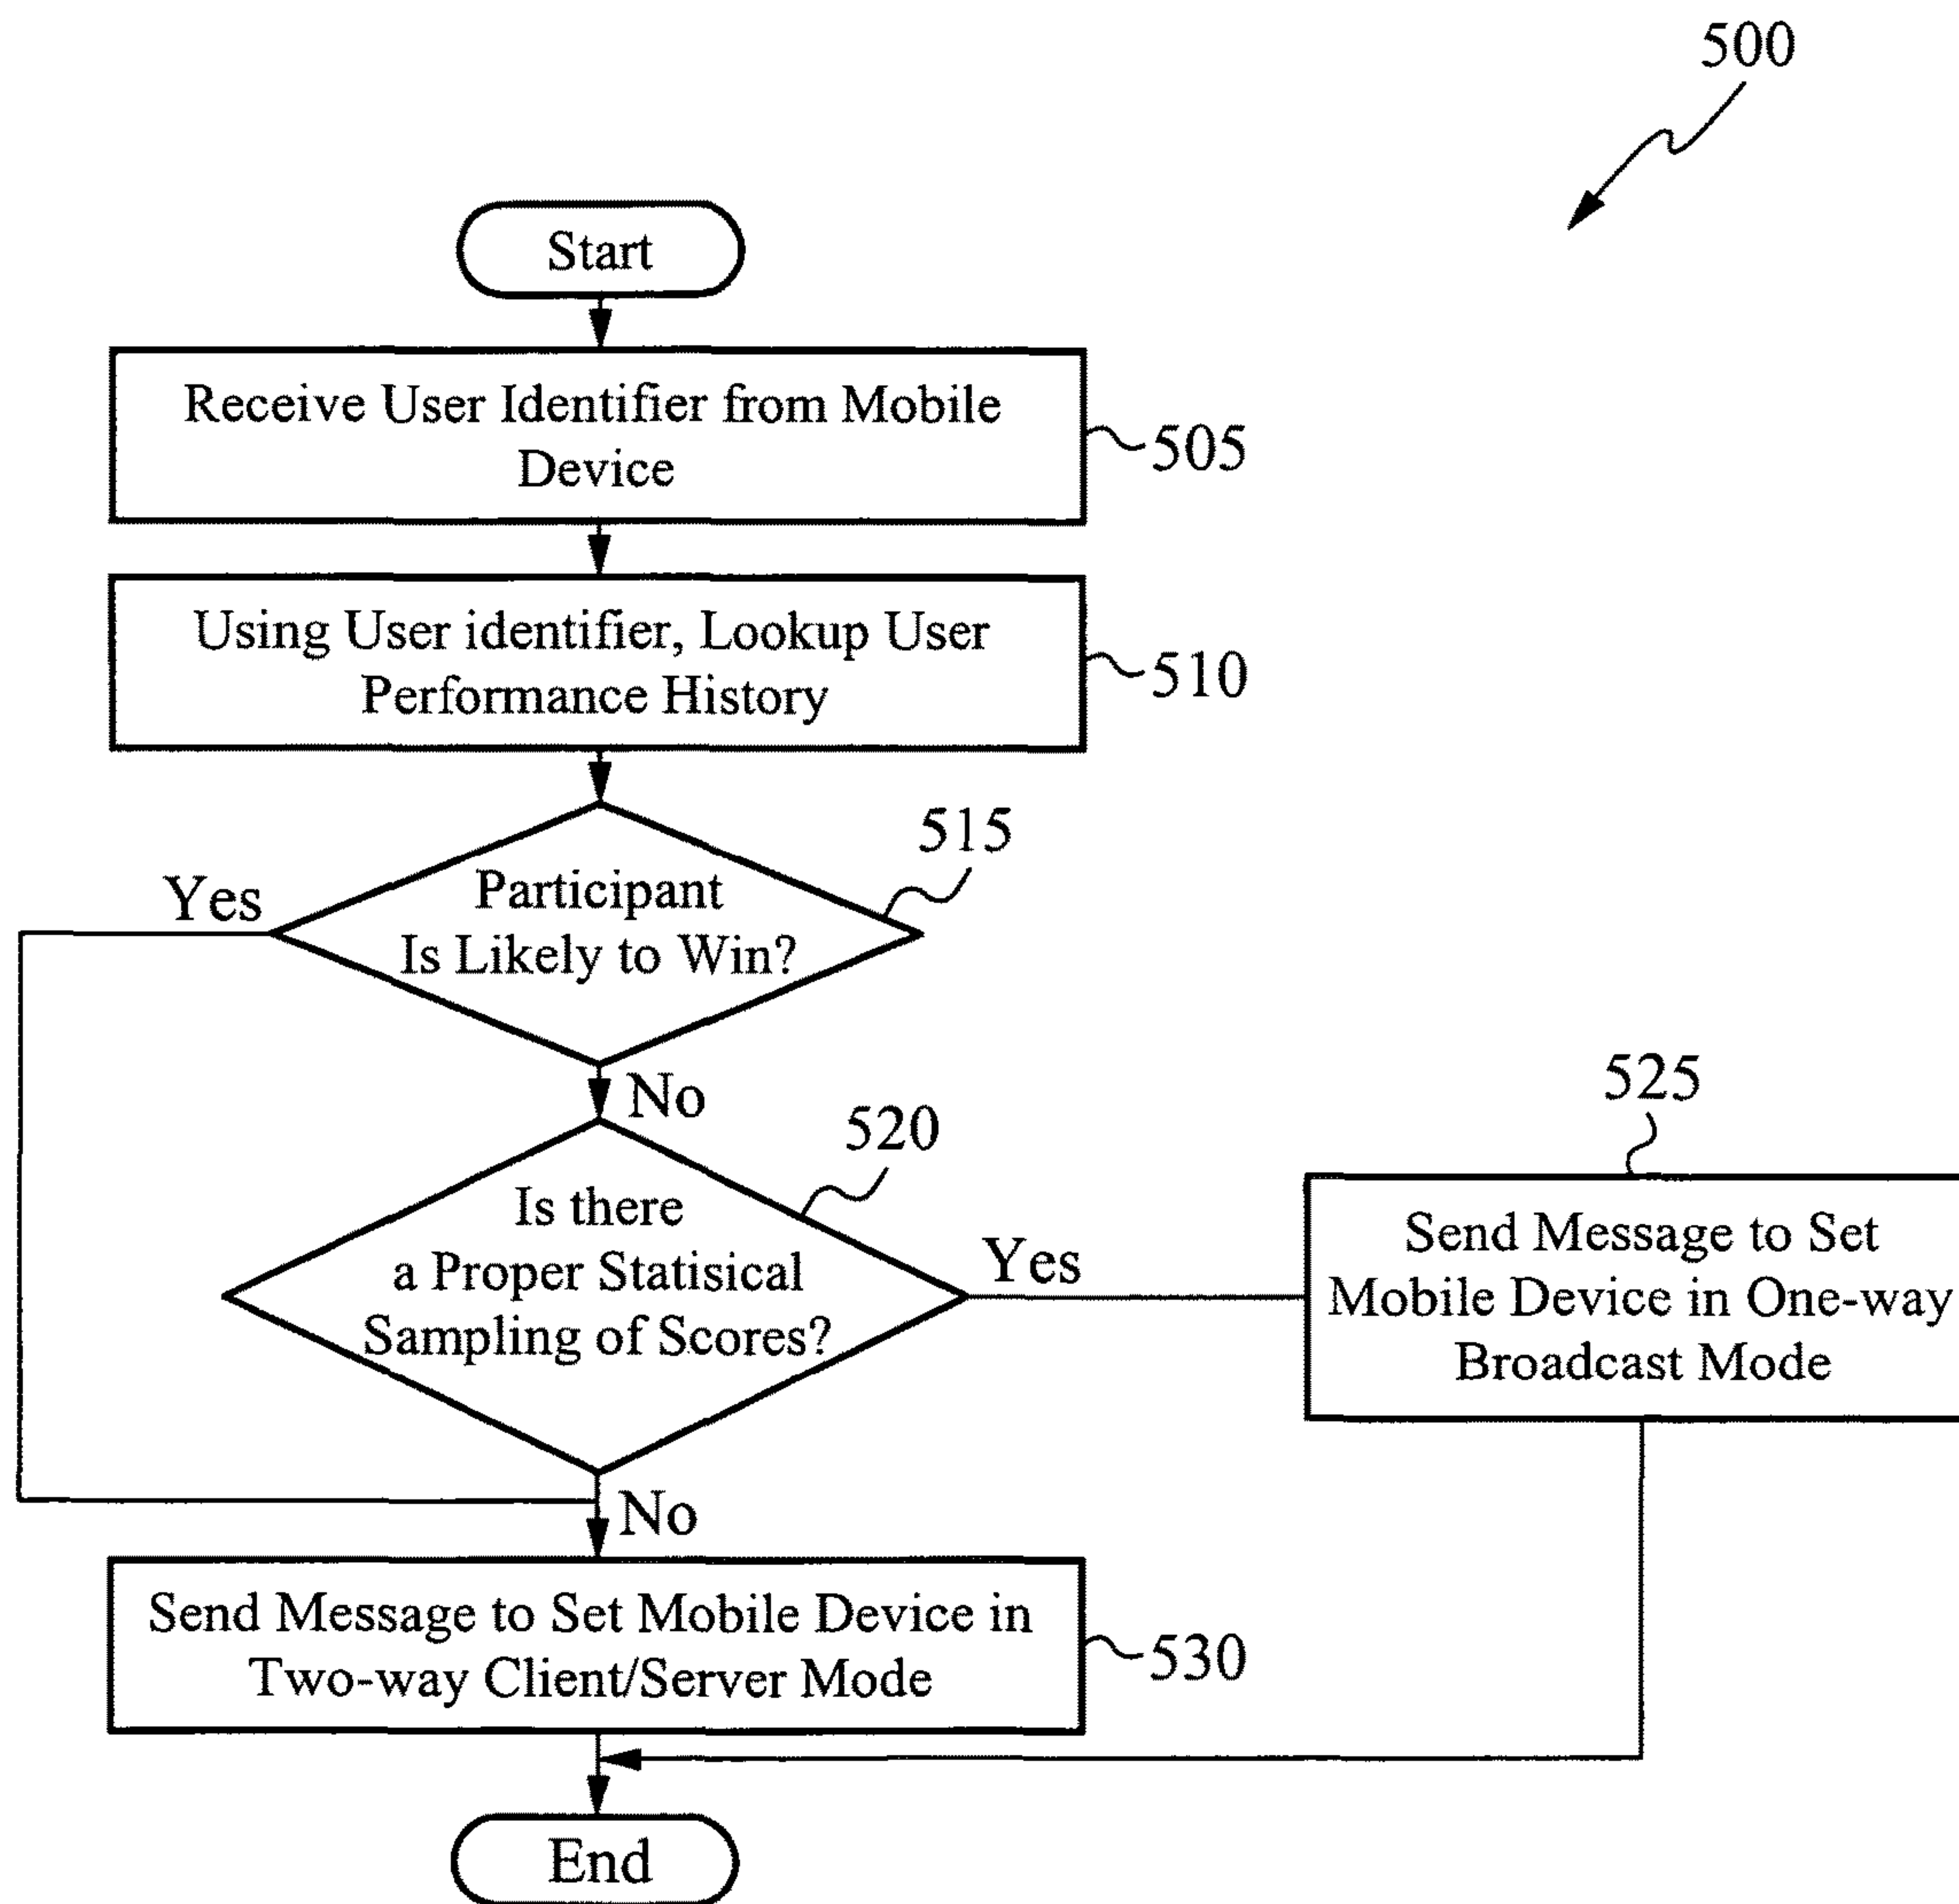 500
Start
Receive User Identifier from Mobile
Device
505
Using User identifier, Lookup User
Performance History
510
515
Yes
Participant
Is Likely to Win?
No
520
Is there
a Proper Statisical
Sampling of Scores?
Yes
525
Send Message to Set
Mobile Device in One-way
Broadcast Mode
No
Send Message to Set Mobile Device in
Two-way Client/Server Mode
530
End